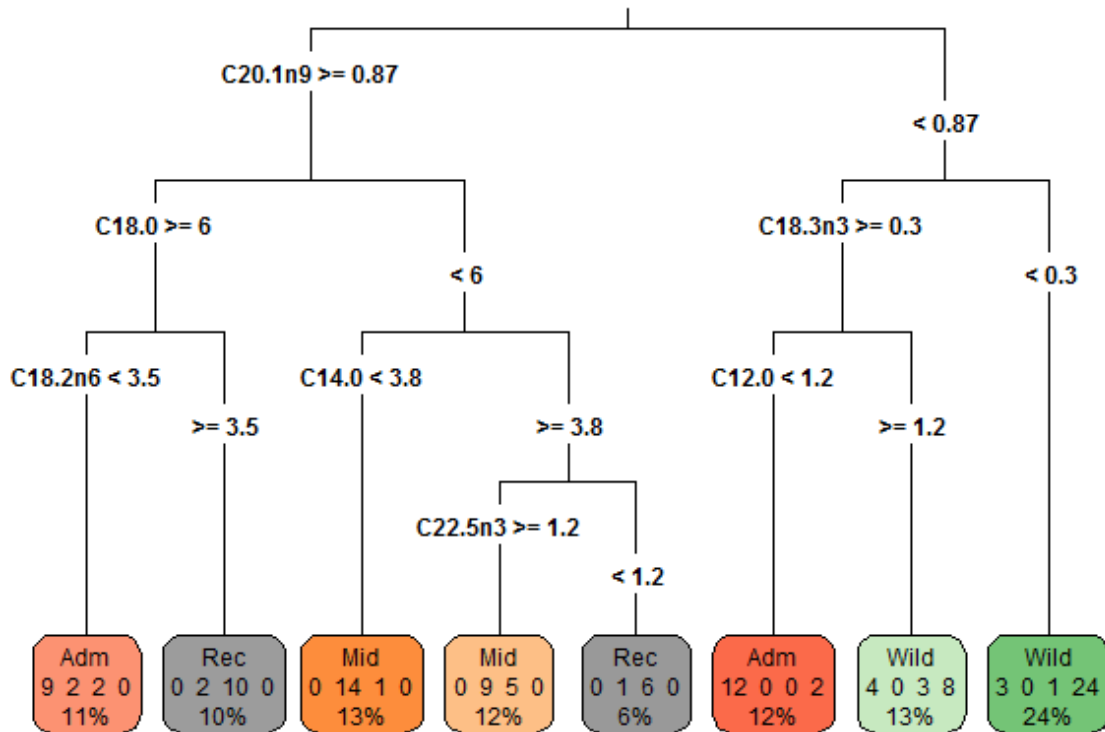 C20.1n9 >= 0.87
< 0.87
C18.0 >= 6
< 6
C18.3n3 >= 0.3
< 0.3
C18.2n6 < 3.5
>= 3.5
C14.0 < 3.8
>= 3.8
C12.0 < 1.2
>= 1.2
C22.5n3 >= 1.2
< 1.2
Adm
9 2 2 0
11%
Rec
0 2 10 0
10%
Mid
0 14 1 0
13%
Mid
0 9 5 0
12%
Rec
0 1 6 0
6%
Adm
12 0 0 2
12%
Wild
4 0 3 8
13%
Wild
3 0 1 24
24%